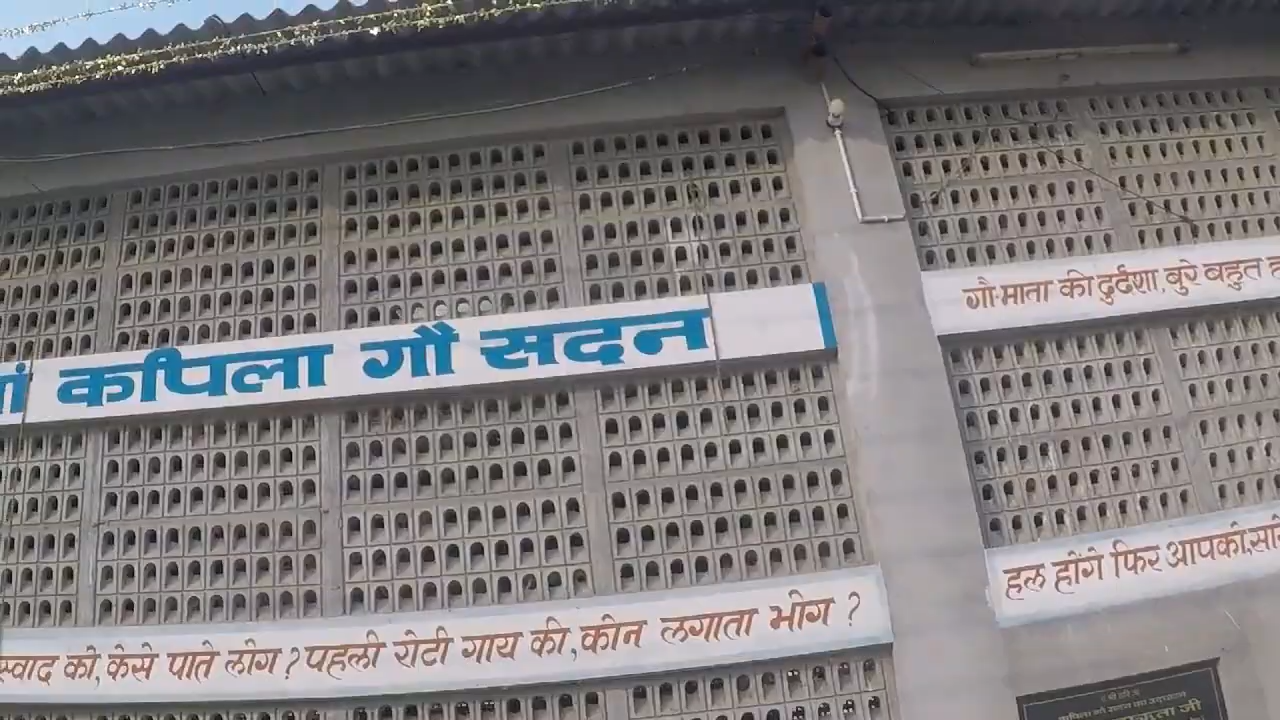 कपिला गौ सदन
गौ माता की दुर्दशा, बुरे बहुत
हल होंगे फिर आपकी,
स्वाद को, कैसे पाते लोग? पहली रोटी गाय की, कौन लगाता भोग?